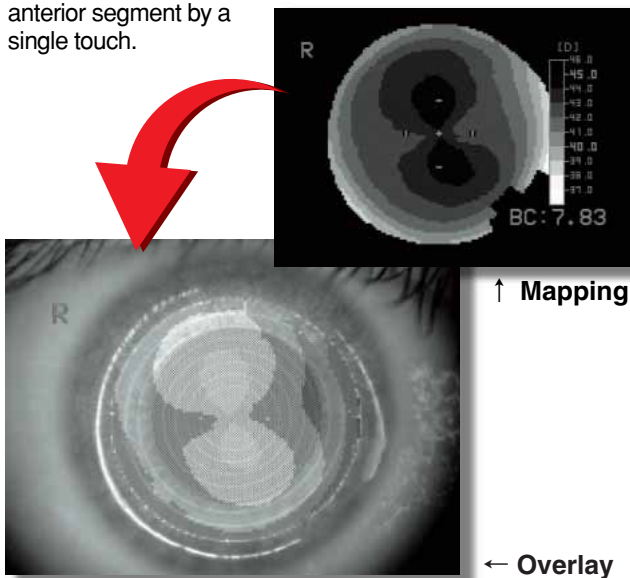 anterior segment by a
single touch.
R
[D]
46.0
45.0
44.0
43.0
42.0
41.0
40.0
39.0
38.0
37.0
BC:7.83
↑ Mapping
R
← Overlay